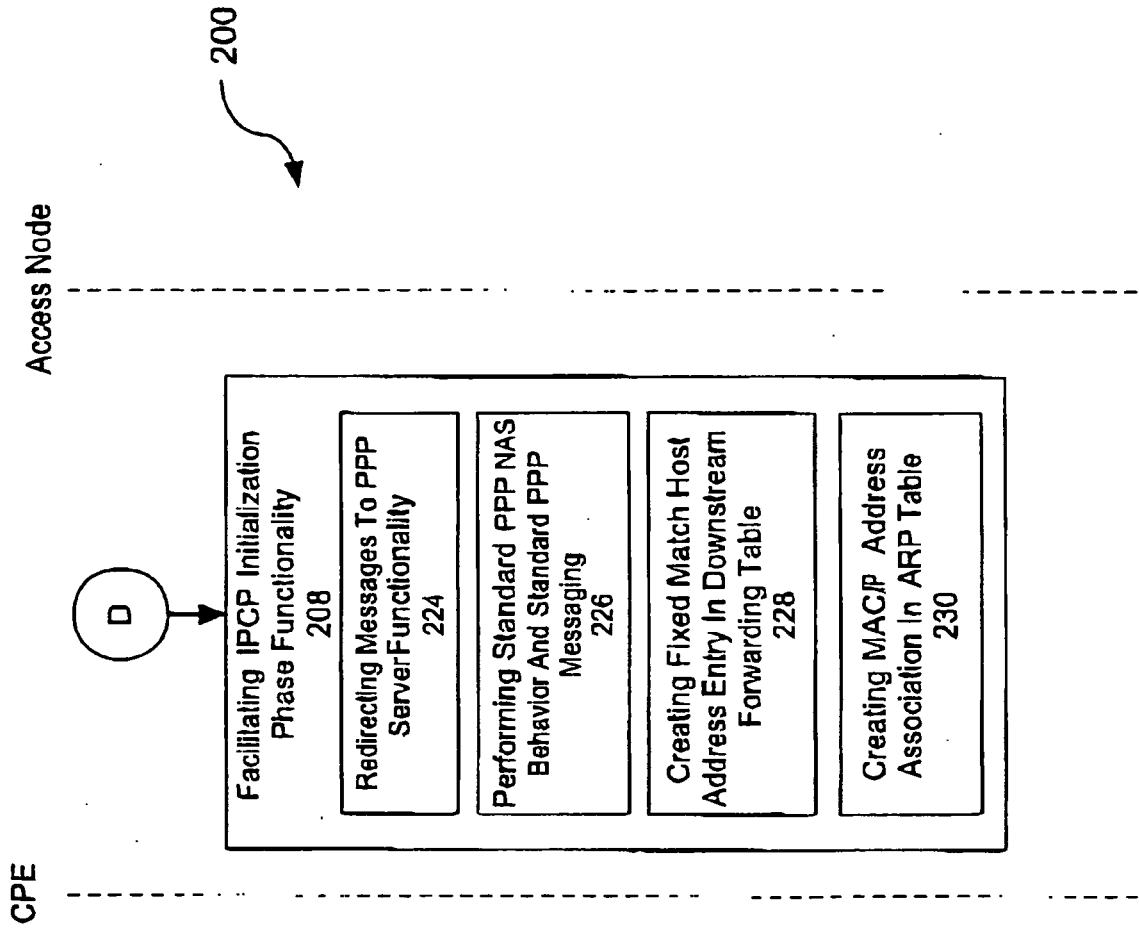 CPE
Access Node
200
D
Facilitating IPCP Initialization
Phase Functionality
208
Redirecting Messages To PPP
Server Functionality
224
Performing Standard PPP NAS
Behavior And Standard PPP
Messaging
226
Creating Fixed Match Host
Address Entry In Downstream
Forwarding Table
228
Creating MAC/IP Address
Association In ARP Table
230